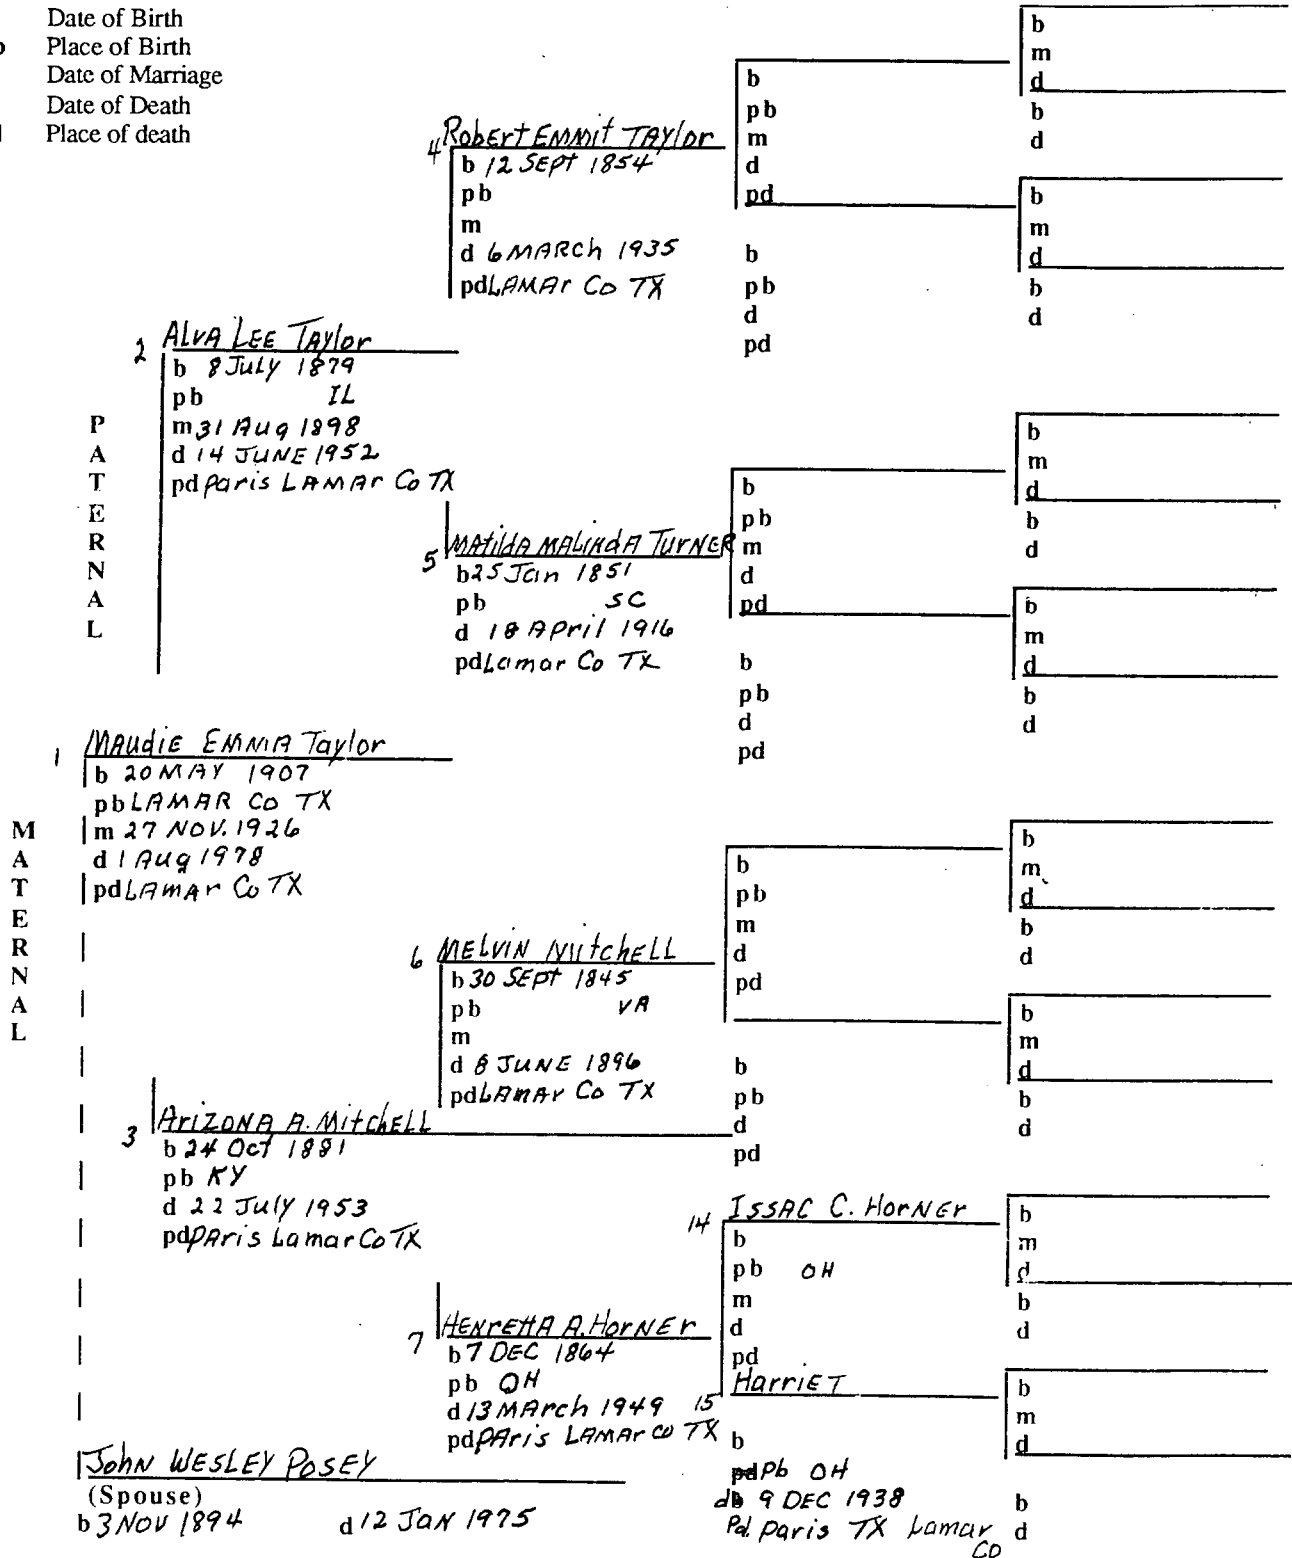 Date of Birth
p Place of Birth
Date of Marriage
Date of Death
d Place of death
b
m
d
b
d
b
pb
m
d
pd
b
m
d
b
d
b
pb
d
pd
4 Robert Emmit Taylor
b 12 Sept 1854
pb
m
d 6 March 1935
pd Lamar Co TX
2 Alva Lee Taylor
b 8 July 1879
pb IL
m 31 Aug 1898
d 14 June 1952
pd Paris Lamar Co TX
PATERNAL
b
m
d
b
d
b
pb
m
d
pd
b
m
d
b
d
b
pb
d
pd
5 Matilda Malinda Turner
b 25 Jan 1851
pb SC
d 18 April 1916
pd Lamar Co TX
1 Maudie Emma Taylor
b 20 May 1907
pb Lamar Co TX
m 27 Nov. 1926
d 1 Aug 1978
pd Lamar Co TX
MATERNAL
b
m
d
b
d
b
pb
m
d
pd
b
m
d
b
d
b
pb
d
pd
6 Melvin Mitchell
b 30 Sept 1845
pb VA
m
d 8 June 1896
pd Lamar Co TX
3 Arizona A. Mitchell
b 24 Oct 1881
pb KY
d 22 July 1953
pd Paris Lamar Co TX
14 Issac C. Horner
b
pb OH
m
d
pd
b
m
d
b
d
7 Henretta A. Horner
b 7 Dec 1864
pb OH
d 13 March 1949
pd Paris Lamar Co TX
15 Harriet
b
Pb OH
d 9 Dec 1938
Pd. Paris TX Lamar
Co
b
m
d
b
d
John Wesley Posey
(Spouse)
b 3 Nov 1894 d 12 Jan 1975